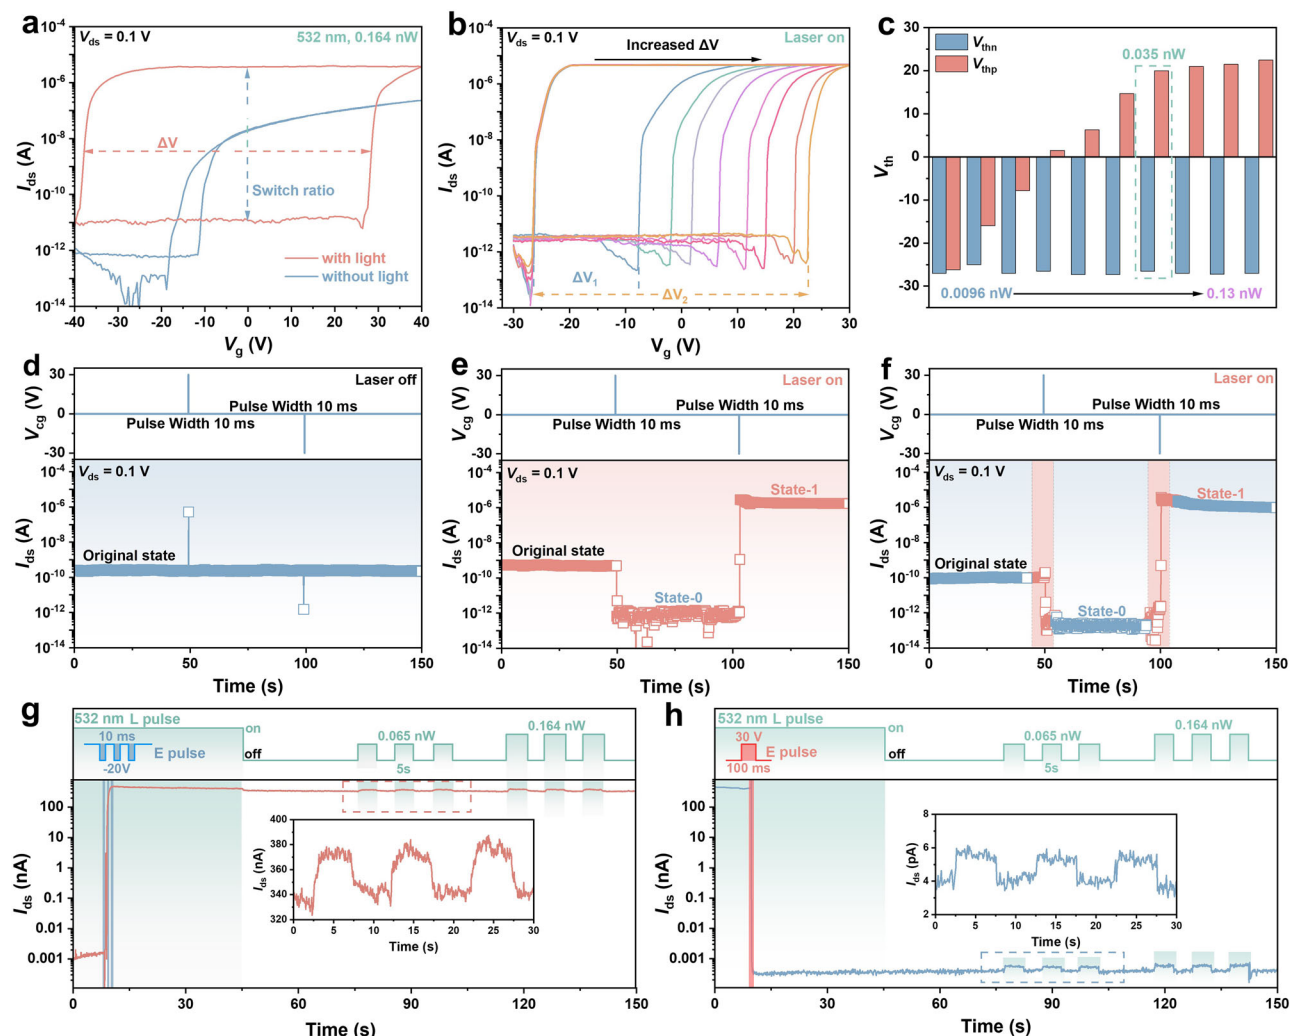 a
V_ds = 0.1 V
532 nm, 0.164 nW
ΔV
Switch ratio
with light
without light
10^-4
10^-6
10^-8
10^-10
10^-12
10^-14
I_ds (A)
-40 -30 -20 -10 0 10 20 30 40
V_g (V)
b
V_ds = 0.1 V
Laser on
Increased ΔV
ΔV_1
ΔV_2
10^-4
10^-6
10^-8
10^-10
10^-12
10^-14
I_ds (A)
-30 -20 -10 0 10 20 30
V_g (V)
c
V_thn
V_thp
0.035 nW
30
20
10
0
-10
-20
-30
V_th
0.0096 nW
0.13 nW
d
Laser off
Pulse Width 10 ms
Pulse Width 10 ms
30
0
-30
V_cg (V)
V_ds = 0.1 V
Original state
10^-4
10^-6
10^-8
10^-10
10^-12
10^-14
I_ds (A)
0 50 100 150
Time (s)
e
Laser on
Pulse Width 10 ms
Pulse Width 10 ms
30
0
-30
V_cg (V)
V_ds = 0.1 V
State-1
Original state
State-0
10^-4
10^-6
10^-8
10^-10
10^-12
10^-14
I_ds (A)
0 50 100 150
Time (s)
f
Laser on
Pulse Width 10 ms
Pulse Width 10 ms
30
0
-30
V_cg (V)
V_ds = 0.1 V
State-1
Original state
State-0
10^-4
10^-6
10^-8
10^-10
10^-12
10^-14
I_ds (A)
0 50 100 150
Time (s)
g
532 nm L pulse
on
off
10 ms
E pulse
-20V
0.065 nW
5s
0.164 nW
100
10
1
0.1
0.01
0.001
I_ds (nA)
400
380
360
340
320
I_ds (nA)
0 5 10 15 20 25 30
Time (s)
0 30 60 90 120 150
Time (s)
h
532 nm L pulse
on
off
30 V
E pulse
100 ms
0.065 nW
5s
0.164 nW
100
10
1
0.1
0.01
0.001
I_ds (nA)
8
6
4
2
I_ds (pA)
0 5 10 15 20 25 30
Time (s)
0 30 60 90 120 150
Time (s)